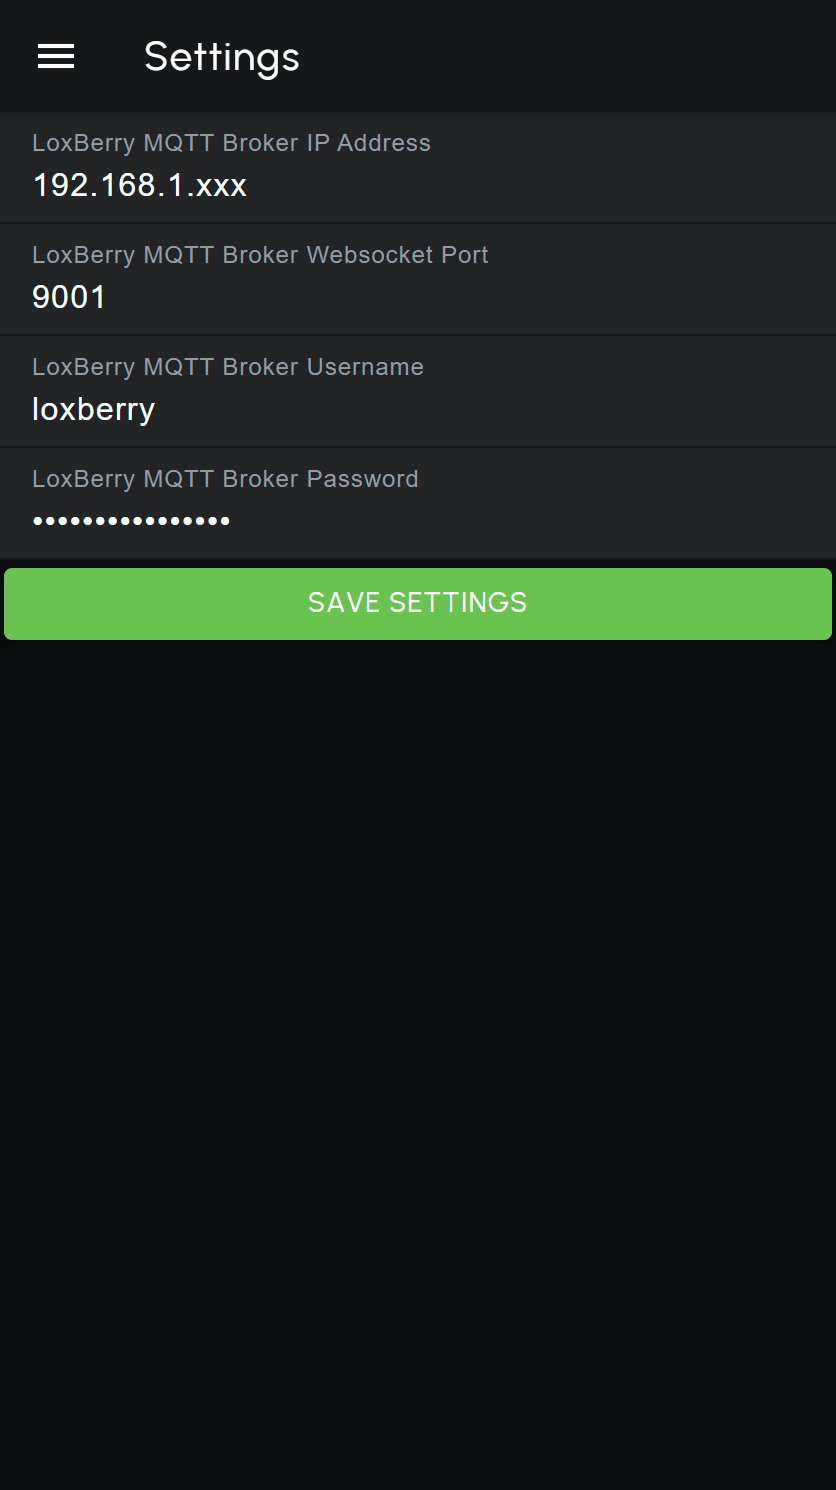 Settings
LoxBerry MQTT Broker IP Address
192.168.1.xxx
LoxBerry MQTT Broker Websocket Port
9001
LoxBerry MQTT Broker Username
loxberry
LoxBerry MQTT Broker Password
••••••••••••••••
SAVE SETTINGS